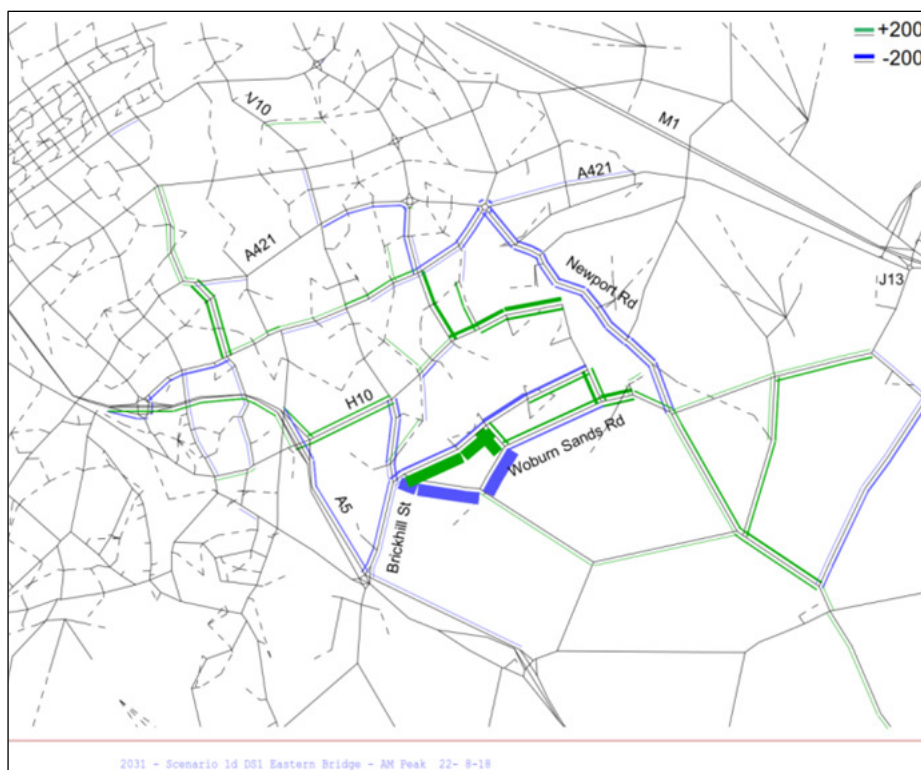 +200
-200
V10
M1
A421
A421
Newport Rd
J13
H10
Woburn Sands Rd
A5
Brickhill St
2031 - Scenario 1d DS1 Eastern Bridge - AM Peak 22- 8-18